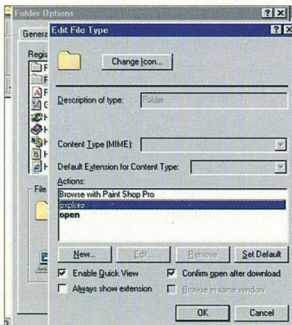 Folder Options
Edit File Type
Genera
Change Icon...
Regis
Description of type:
Folder
Content Type (MIME):
Default Extension for Content Type:
Actions:
Browse with Paint Shop Pro
explore
open
File
New...
Edit...
Remove
Set Default
Enable Quick View
Confirm open after download
Always show extension
Browse in same window
OK
Cancel